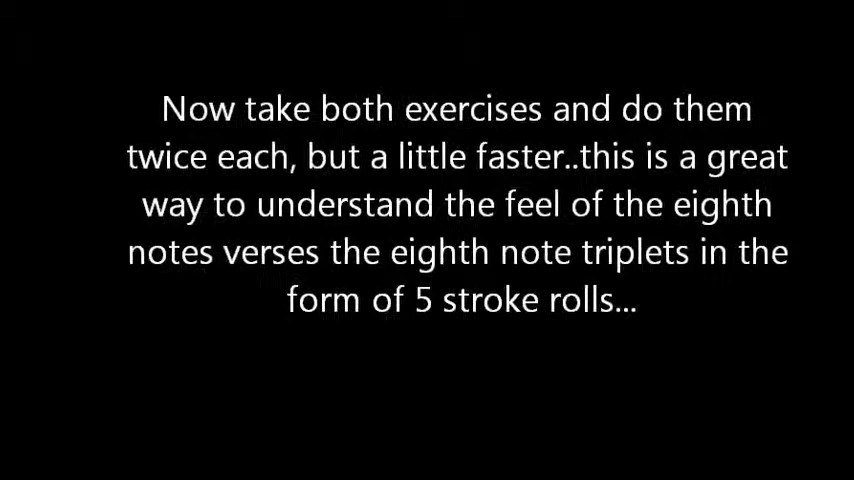 Now take both exercises and do them
twice each, but a little faster..this is a great
way to understand the feel of the eighth
notes verses the eighth note triplets in the
form of 5 stroke rolls...